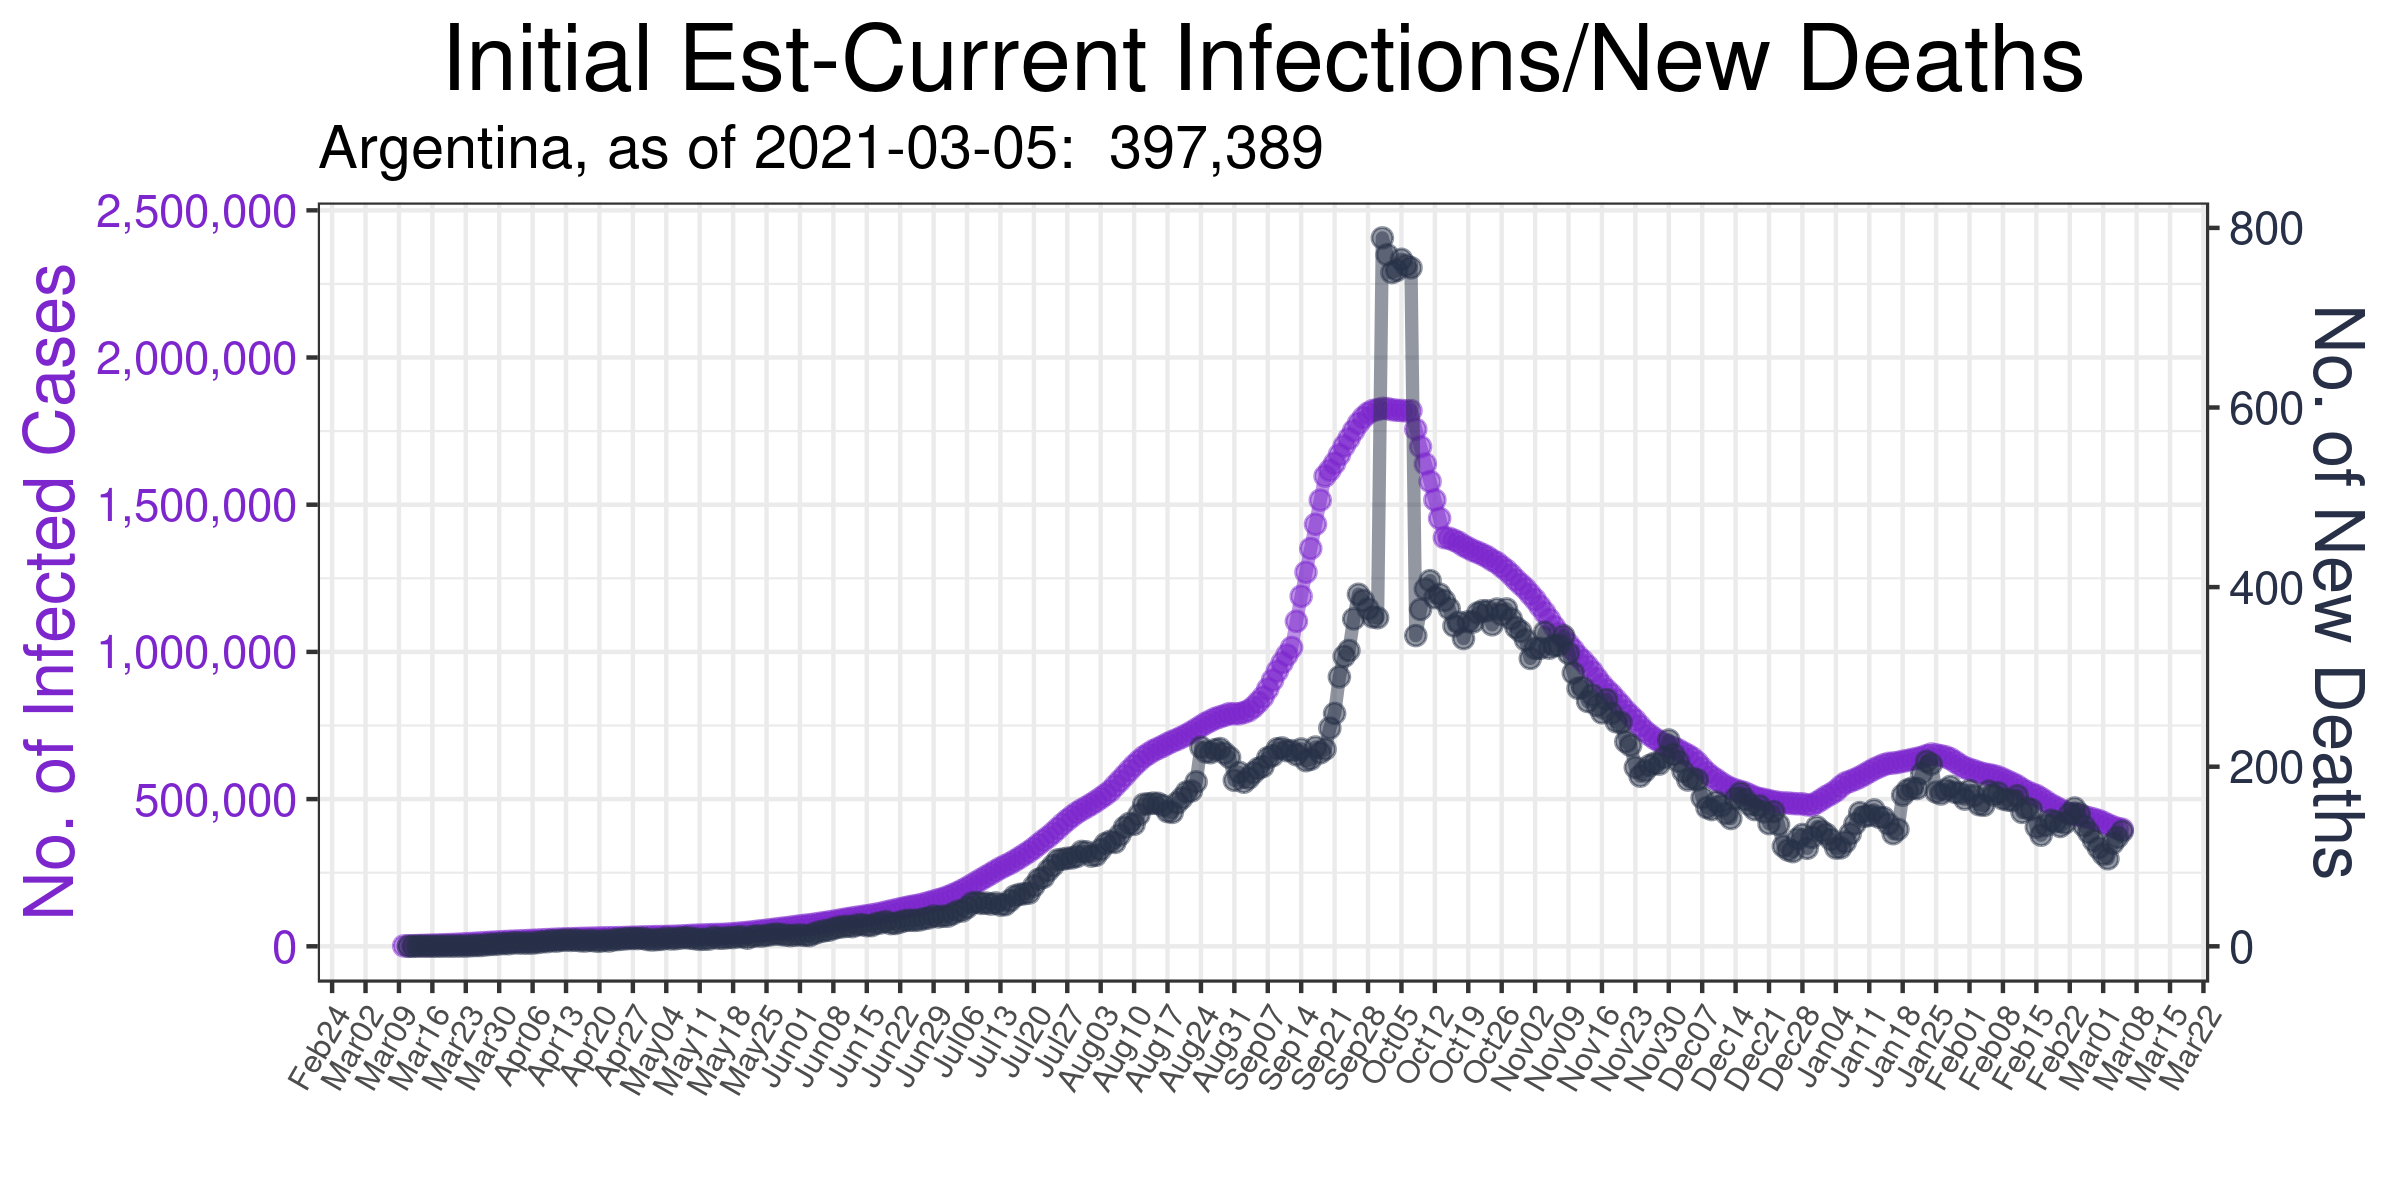 Initial Est-Current Infections/New Deaths
Argentina, as of 2021-03-05:  397,389
No. of Infected Cases
2,500,000
2,000,000
1,500,000
1,000,000
500,000
0
800
600
400
200
0
No. of New Deaths
Feb24
Mar02
Mar09
Mar16
Mar23
Mar30
Apr06
Apr13
Apr20
Apr27
May04
May11
May18
May25
Jun01
Jun08
Jun15
Jun22
Jun29
Jul06
Jul13
Jul20
Jul27
Aug03
Aug10
Aug17
Aug24
Aug31
Sep07
Sep14
Sep21
Sep28
Oct05
Oct12
Oct19
Oct26
Nov02
Nov09
Nov16
Nov23
Nov30
Dec07
Dec14
Dec21
Dec28
Jan04
Jan11
Jan18
Jan25
Feb01
Feb08
Feb15
Feb22
Mar01
Mar08
Mar15
Mar22